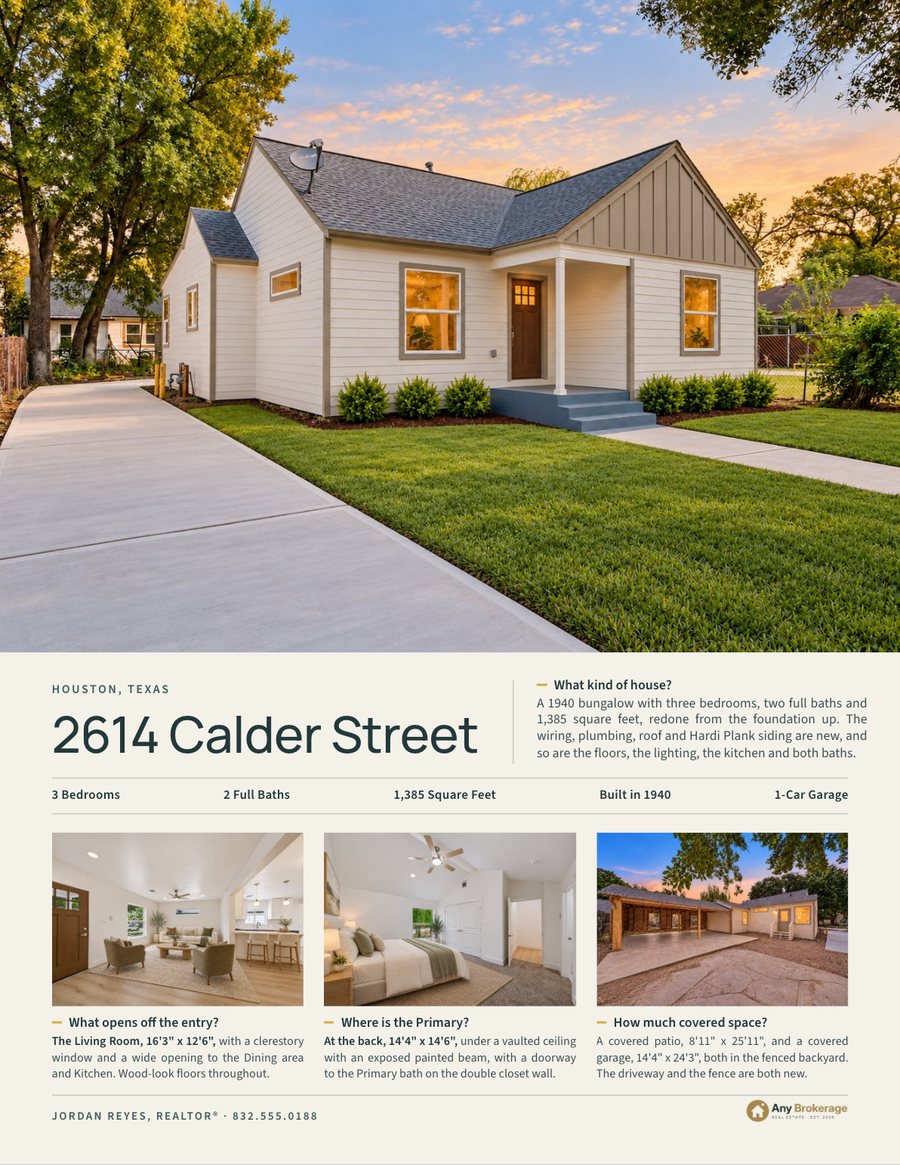 HOUSTON, TEXAS
2614 Calder Street
What kind of house?
A 1940 bungalow with three bedrooms, two full baths and
1,385 square feet, redone from the foundation up. The
wiring, plumbing, roof and Hardi Plank siding are new, and
so are the floors, the lighting, the kitchen and both baths.
3 Bedrooms
2 Full Baths
1,385 Square Feet
Built in 1940
1-Car Garage
What opens off the entry?
The Living Room, 16'3" x 12'6", with a clerestory
window and a wide opening to the Dining area
and Kitchen. Wood-look floors throughout.
Where is the Primary?
At the back, 14'4" x 14'6", under a vaulted ceiling
with an exposed painted beam, with a doorway
to the Primary bath on the double closet wall.
How much covered space?
A covered patio, 8'11" x 25'11", and a covered
garage, 14'4" x 24'3", both in the fenced backyard.
The driveway and the fence are both new.
JORDAN REYES, REALTOR® · 832.555.0188
Any Brokerage
REAL ESTATE · EST. 2026